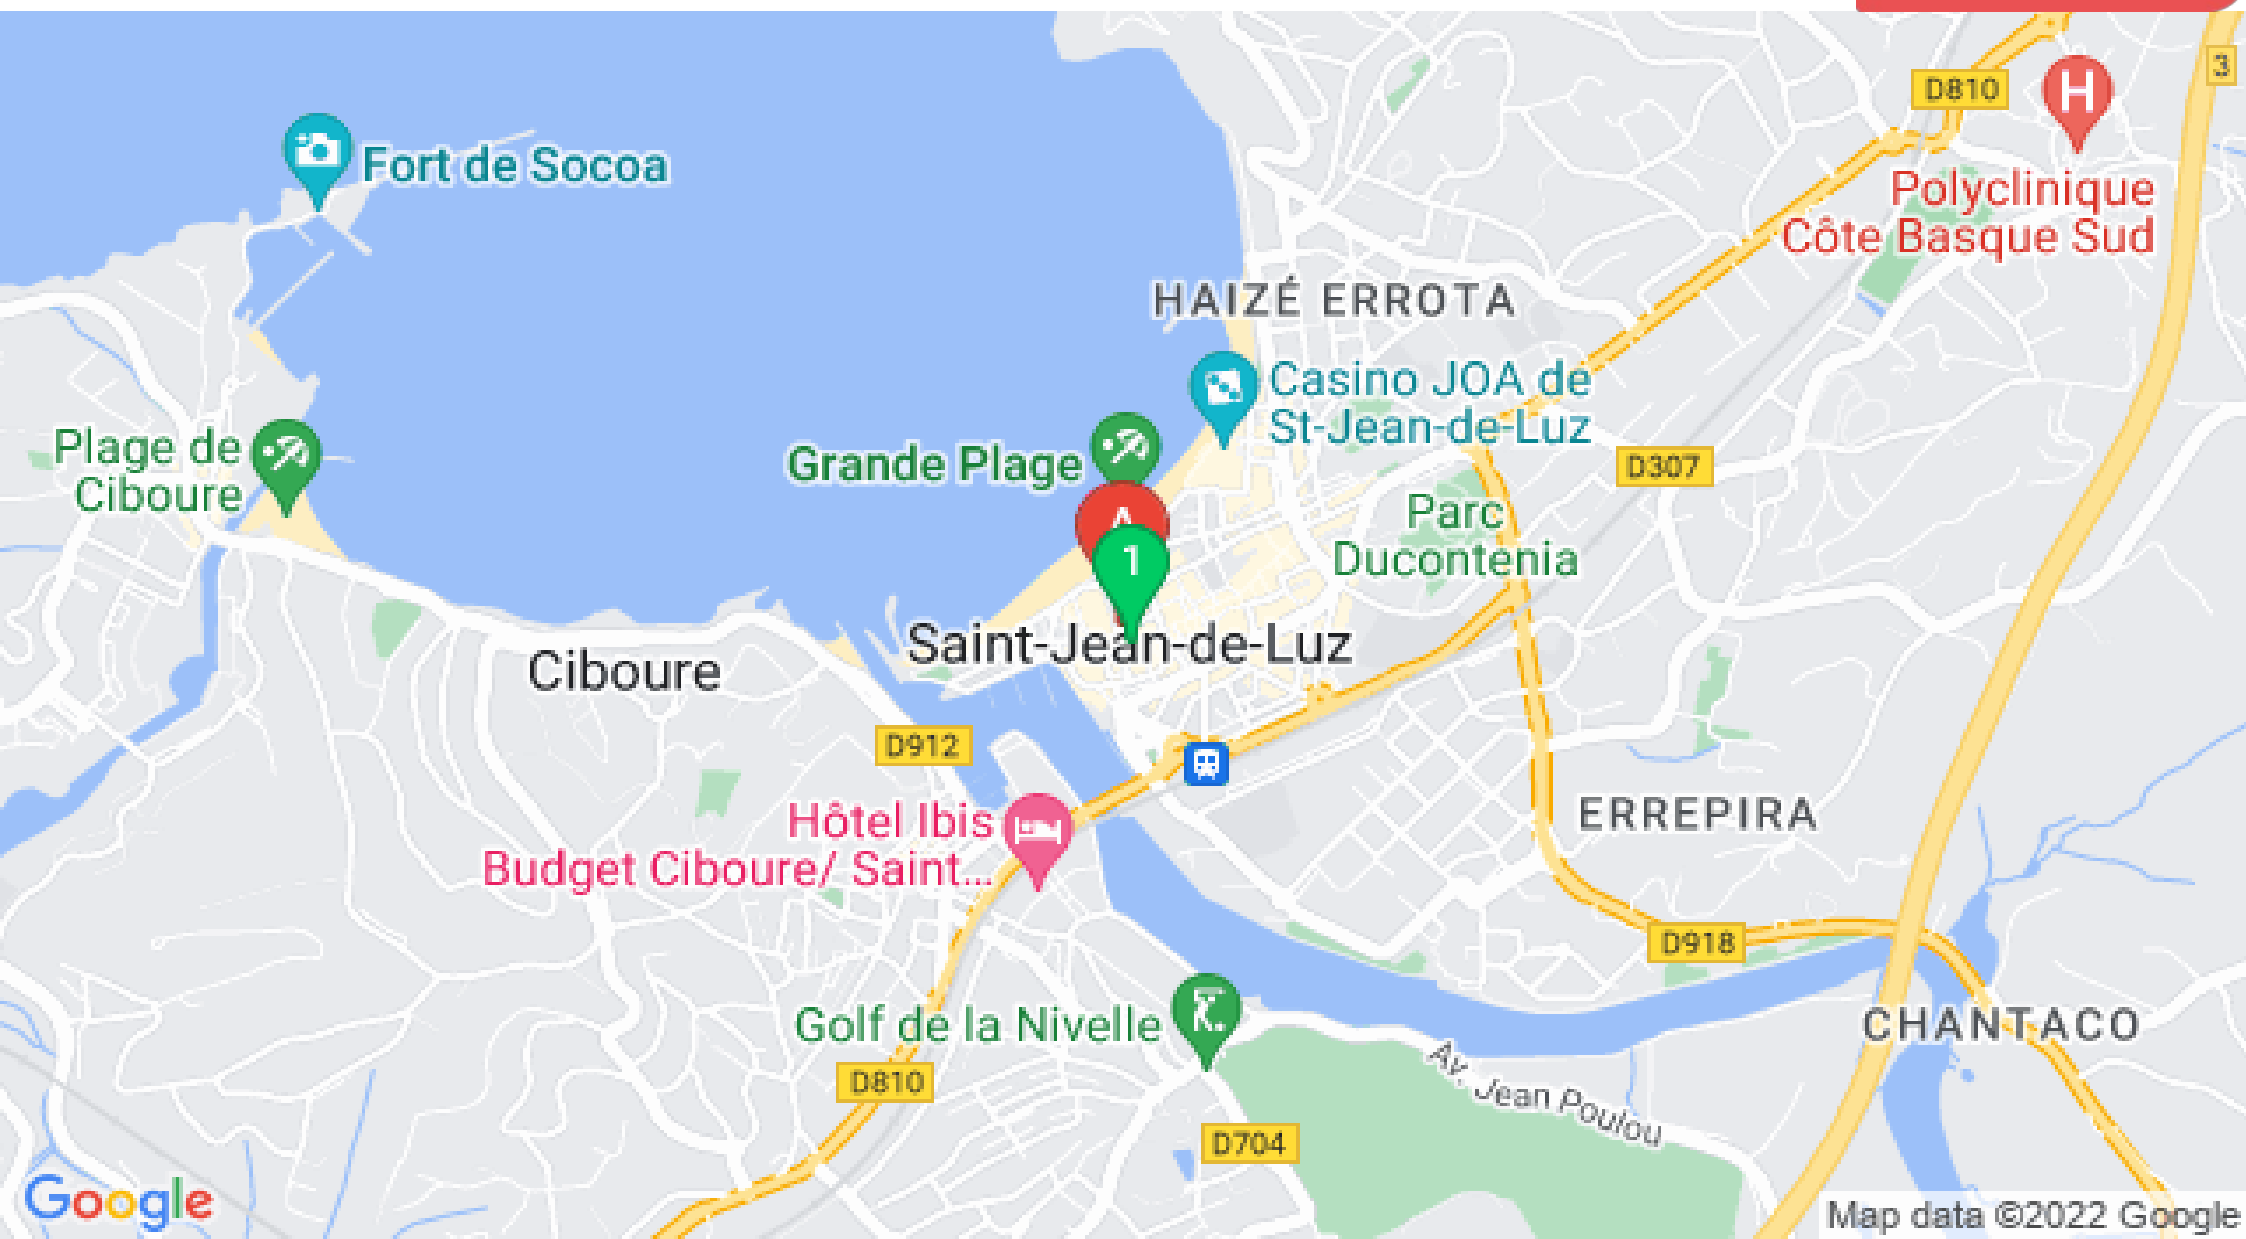 3
D810
H
Fort de Socoa
Polyclinique
Côte Basque Sud
HAIZÉ ERROTA
Casino JOA de
St-Jean-de-Luz
Plage de
Ciboure
Grande Plage
D307
Parc
Ducontenia
1
Saint-Jean-de-Luz
Ciboure
D912
Hôtel Ibis
Budget Ciboure/ Saint...
ERREPIRA
D918
Golf de la Nivelle
CHANTACO
Av. Jean Poulou
D810
D704
Google
Map data ©2022 Google